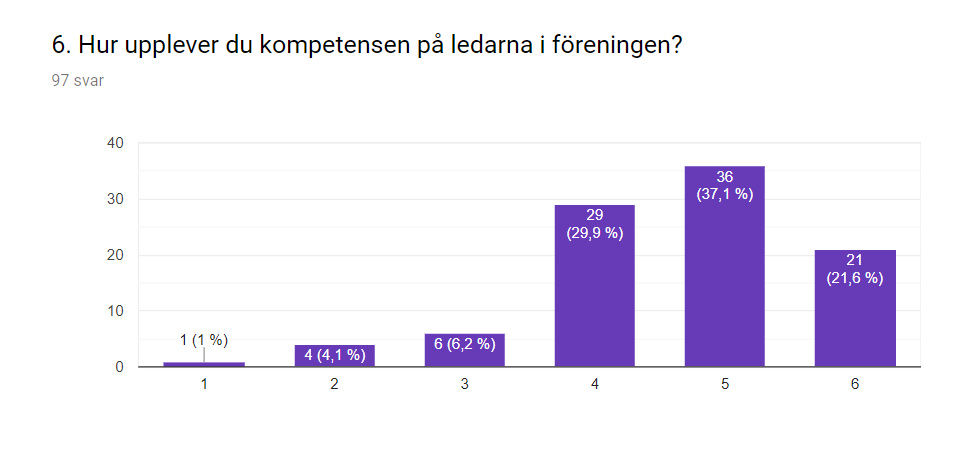 6. Hur upplever du kompetensen på ledarna i föreningen?
97 svar
40
30
20
10
0
1 (1 %)
4 (4,1 %)
6 (6,2 %)
29
(29,9 %)
36
(37,1 %)
21
(21,6 %)
1 2 3 4 5 6